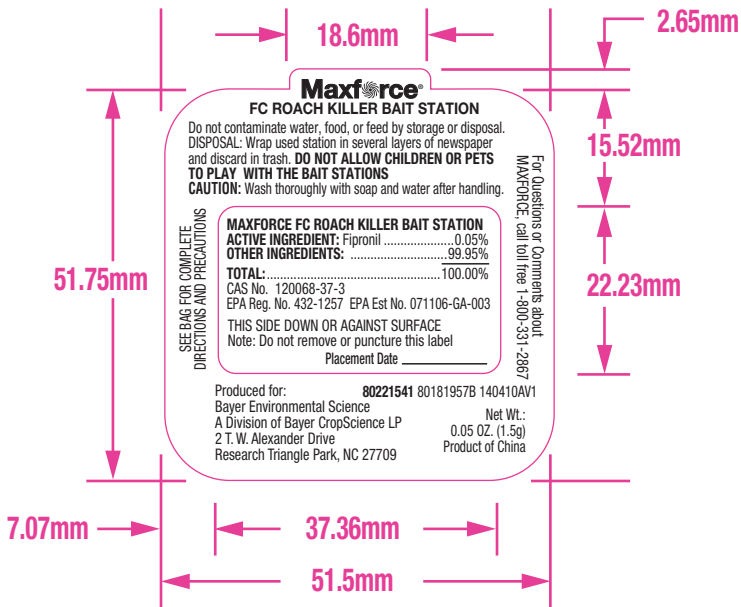 18.6mm
2.65mm
Maxforce®
FC ROACH KILLER BAIT STATION
Do not contaminate water, food, or feed by storage or disposal.
DISPOSAL: Wrap used station in several layers of newspaper
and discard in trash. DO NOT ALLOW CHILDREN OR PETS
TO PLAY WITH THE BAIT STATIONS
CAUTION: Wash thoroughly with soap and water after handling.
15.52mm
For Questions or Comments about
MAXFORCE, call toll free 1-800-331-2867
SEE BAG FOR COMPLETE
DIRECTIONS AND PRECAUTIONS
51.75mm
22.23mm
MAXFORCE FC ROACH KILLER BAIT STATION
ACTIVE INGREDIENT: Fipronil ....................0.05%
OTHER INGREDIENTS: ...........................99.95%
TOTAL:.................................................100.00%
CAS No. 120068-37-3
EPA Reg. No. 432-1257 EPA Est No. 071106-GA-003
THIS SIDE DOWN OR AGAINST SURFACE
Note: Do not remove or puncture this label
Placement Date ______________
Produced for:
Bayer Environmental Science
A Division of Bayer CropScience LP
2 T. W. Alexander Drive
Research Triangle Park, NC 27709
80221541 80181957B 140410AV1
Net Wt.:
0.05 OZ. (1.5g)
Product of China
7.07mm
37.36mm
51.5mm